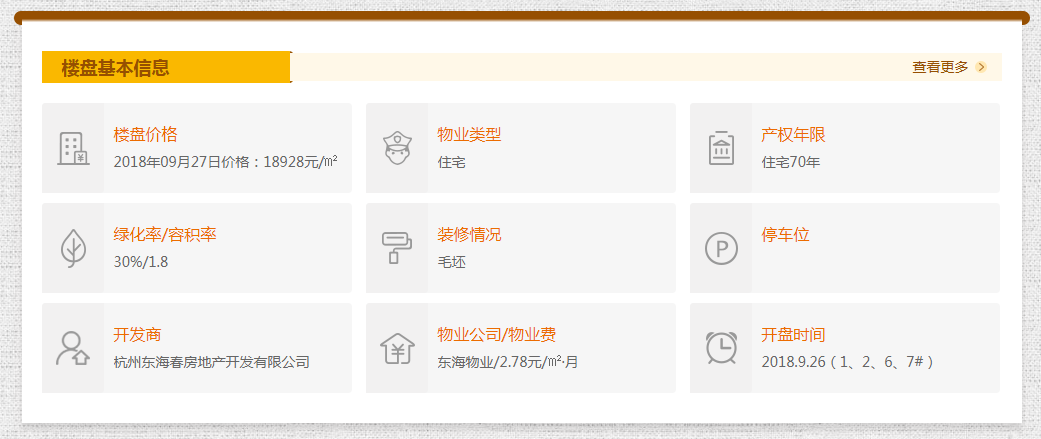 楼盘基本信息
查看更多
楼盘价格
2018年09月27日价格：18928元/㎡
物业类型
住宅
产权年限
住宅70年
绿化率/容积率
30%/1.8
装修情况
毛坯
停车位
P
开发商
杭州东海春房地产开发有限公司
物业公司/物业费
东海物业/2.78元/㎡·月
开盘时间
2018.9.26（1、2、6、7#）